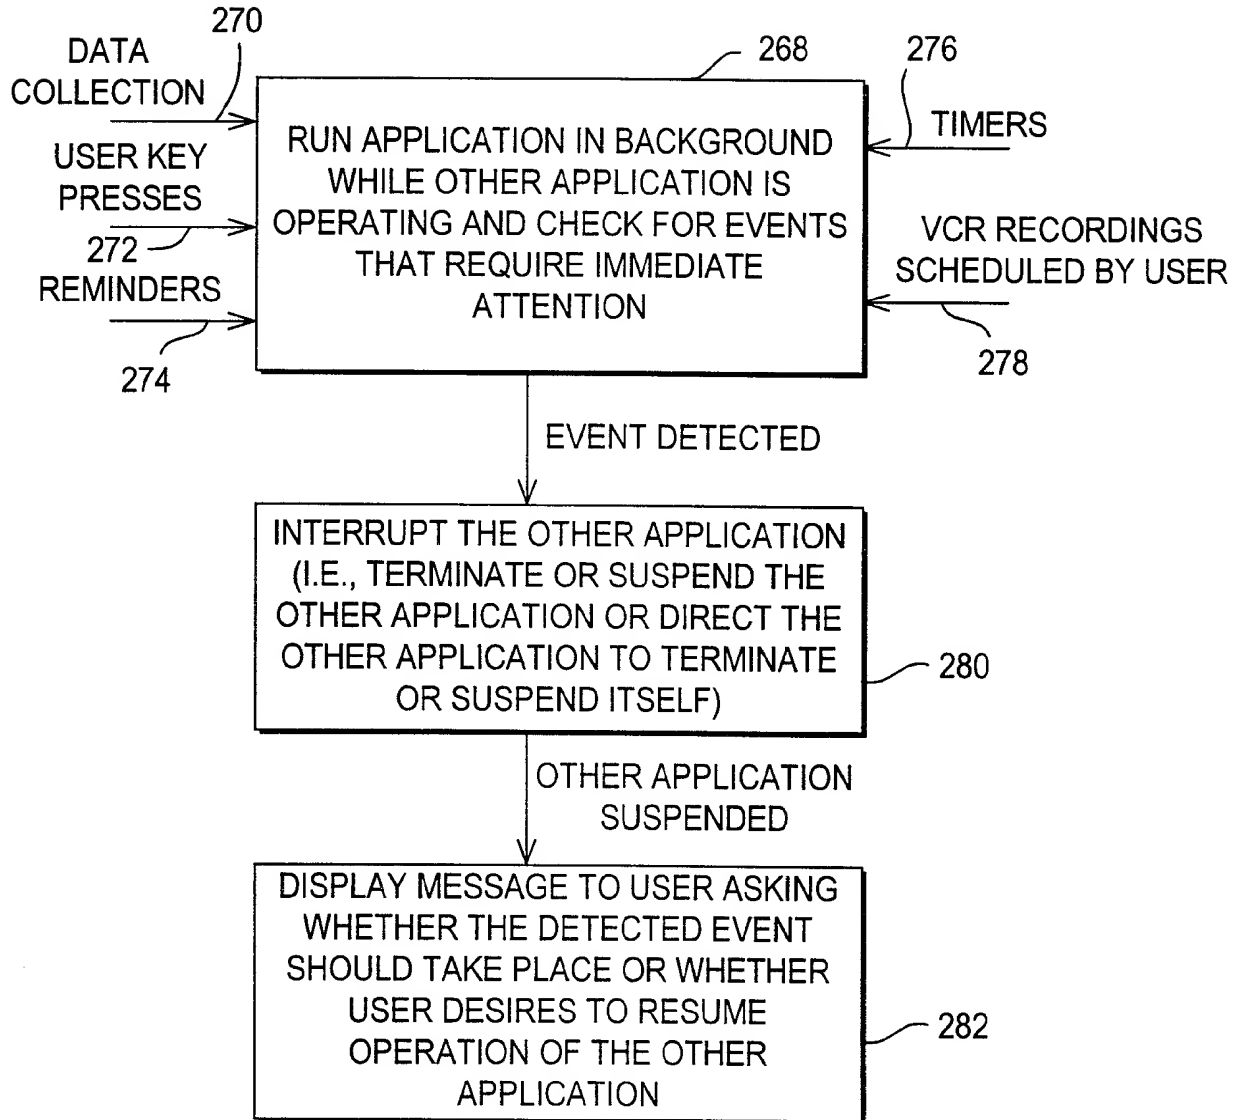 270
DATA
COLLECTION
USER KEY
PRESSES
272
REMINDERS
274
268
276
TIMERS
VCR RECORDINGS
SCHEDULED BY USER
278
RUN APPLICATION IN BACKGROUND
WHILE OTHER APPLICATION IS
OPERATING AND CHECK FOR EVENTS
THAT REQUIRE IMMEDIATE
ATTENTION
EVENT DETECTED
INTERRUPT THE OTHER APPLICATION
(I.E., TERMINATE OR SUSPEND THE
OTHER APPLICATION OR DIRECT THE
OTHER APPLICATION TO TERMINATE
OR SUSPEND ITSELF)
280
OTHER APPLICATION
SUSPENDED
DISPLAY MESSAGE TO USER ASKING
WHETHER THE DETECTED EVENT
SHOULD TAKE PLACE OR WHETHER
USER DESIRES TO RESUME
OPERATION OF THE OTHER
APPLICATION
282